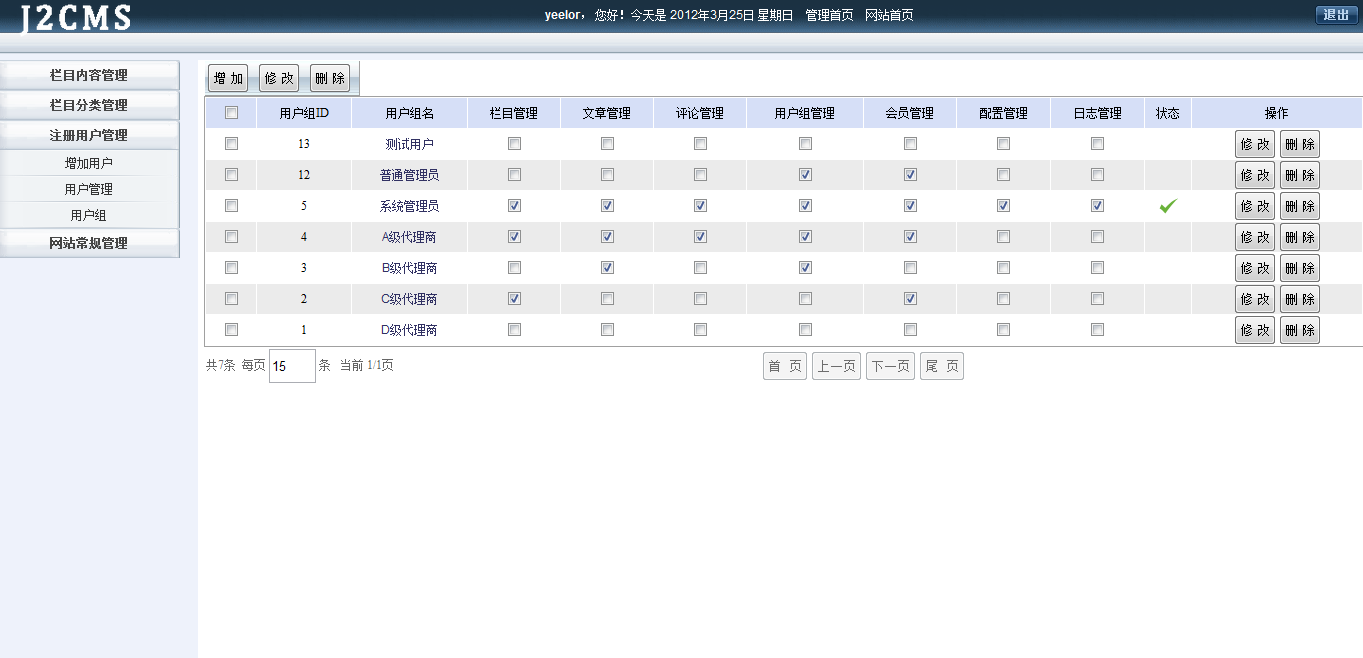 J2CMS
yeelor，您好！今天是 2012年3月25日 星期日 管理首页 网站首页
退出
栏目内容管理
栏目分类管理
注册用户管理
增加用户
用户管理
用户组
网站常规管理
增 加 修 改 删 除
用户组ID 用户组名 栏目管理 文章管理 评论管理 用户组管理 会员管理 配置管理 日志管理 状态 操作
13 测试用户 修 改 删 除
12 普通管理员 修 改 删 除
5 系统管理员 修 改 删 除
4 A级代理商 修 改 删 除
3 B级代理商 修 改 删 除
2 C级代理商 修 改 删 除
1 D级代理商 修 改 删 除
共7条 每页 15 条 当前 1/1页 首 页 上一页 下一页 尾 页